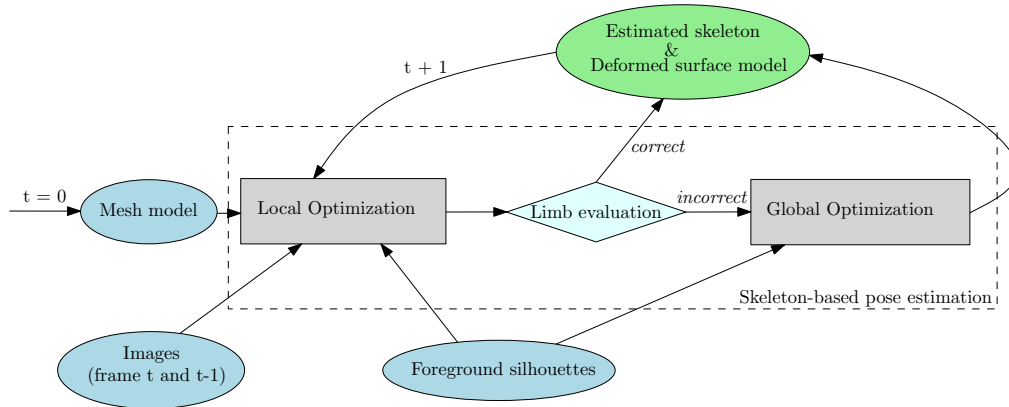 Estimated skeleton
&
Deformed surface model
t + 1
correct
t = 0
Mesh model
Local Optimization
Limb evaluation
incorrect
Global Optimization
Skeleton-based pose estimation
Images
(frame t and t-1)
Foreground silhouettes